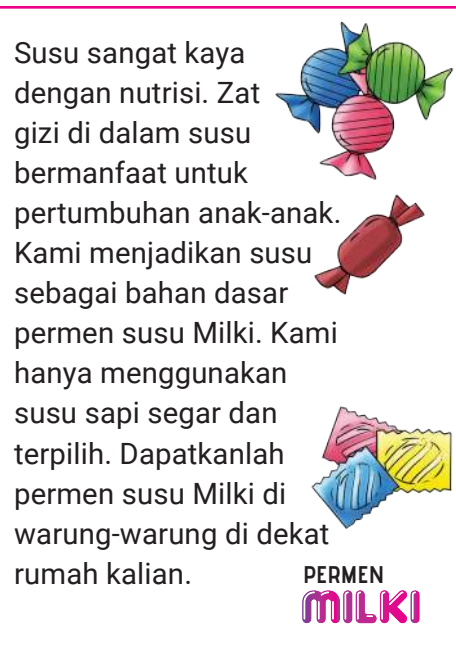 Susu sangat kaya
dengan nutrisi. Zat
gizi di dalam susu
bermanfaat untuk
pertumbuhan anak-anak.
Kami menjadikan susu
sebagai bahan dasar
permen susu Milki. Kami
hanya menggunakan
susu sapi segar dan
terpilih. Dapatkanlah
permen susu Milki di
warung-warung di dekat
rumah kalian.
PERMEN
MILKI